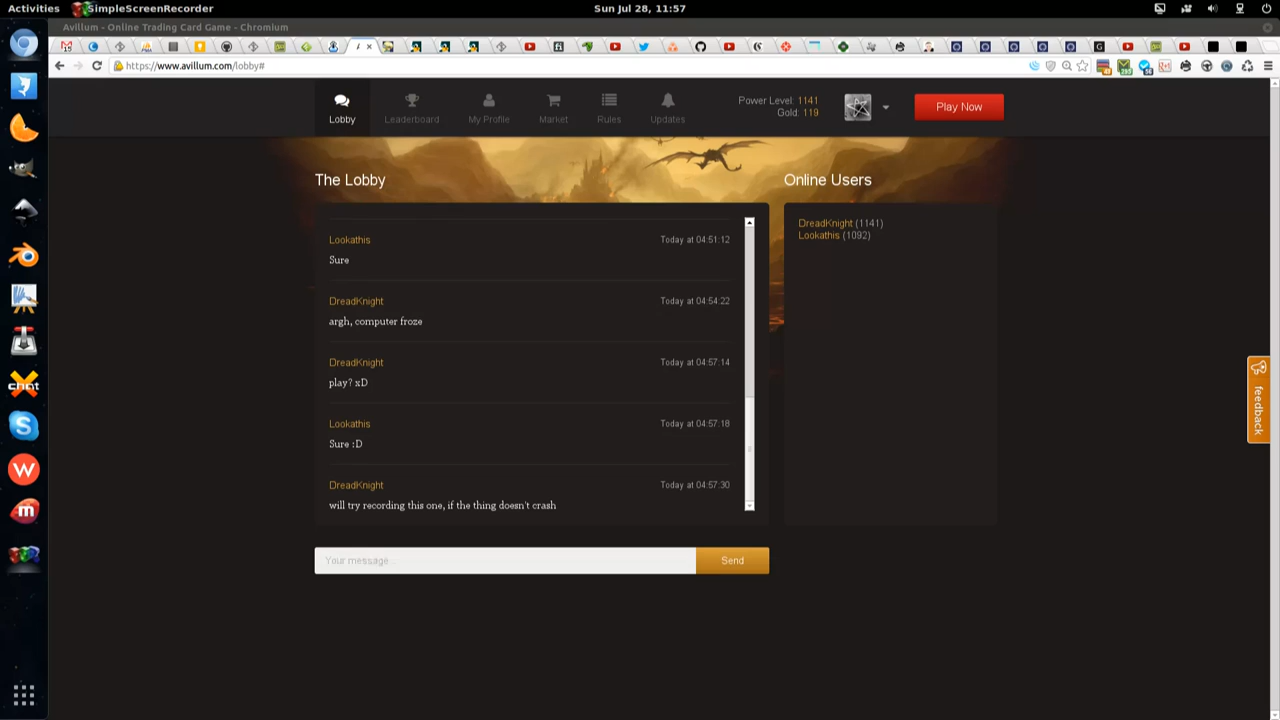 Activities
SimpleScreenRecorder
Sun Jul 28, 11:57
Avillum - Online Trading Card Game - Chromium
https://www.avillum.com/lobby#
Lobby
Leaderboard
My Profile
Market
Rules
Updates
Power Level: 1141
Gold: 119
Play Now
The Lobby
Online Users
Lookathis
Today at 04:51:12
Sure
DreadKnight
Today at 04:54:22
argh, computer froze
DreadKnight
Today at 04:57:14
play? xD
Lookathis
Today at 04:57:18
Sure :D
DreadKnight
Today at 04:57:30
will try recording this one, if the thing doesn't crash
DreadKnight (1141)
Lookathis (1092)
Your message...
Send
feedback
chat